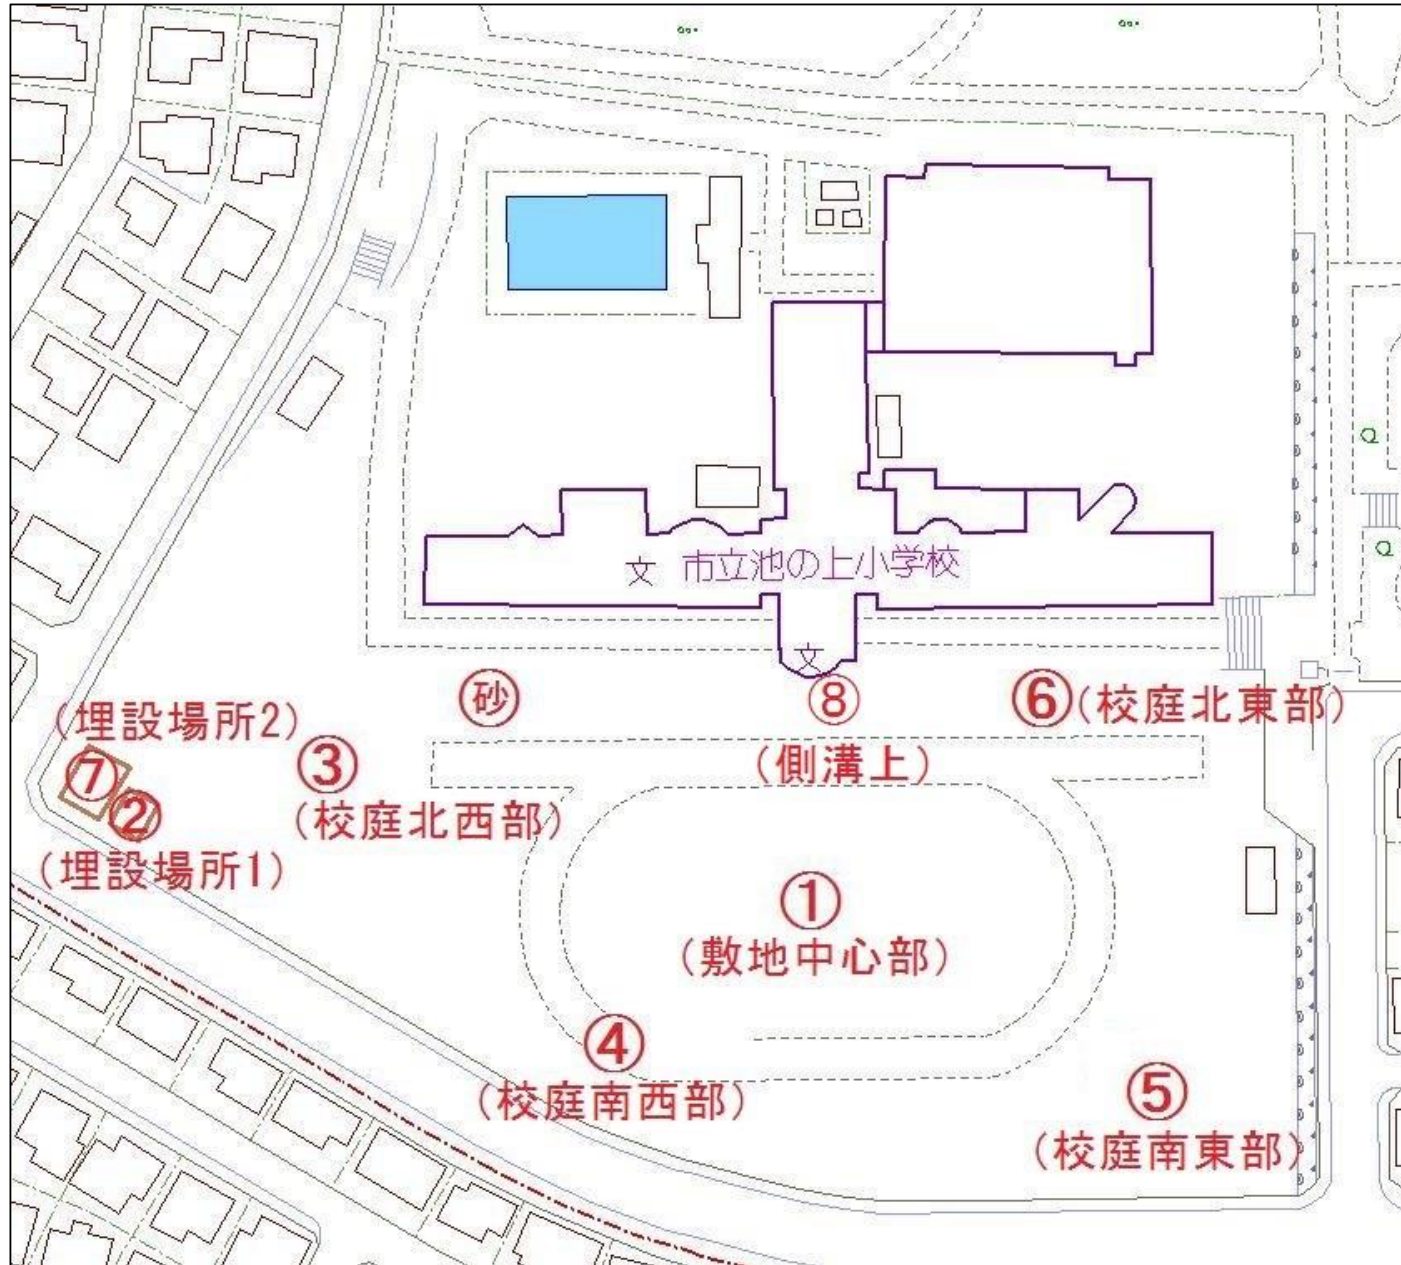 文 市立池の上小学校
文
砂
⑧
⑥(校庭北東部)
(埋設場所2)
③
(側溝上)
⑦
②
(校庭北西部)
(埋設場所1)
①
(敷地中心部)
④
(校庭南西部)
⑤
(校庭南東部)